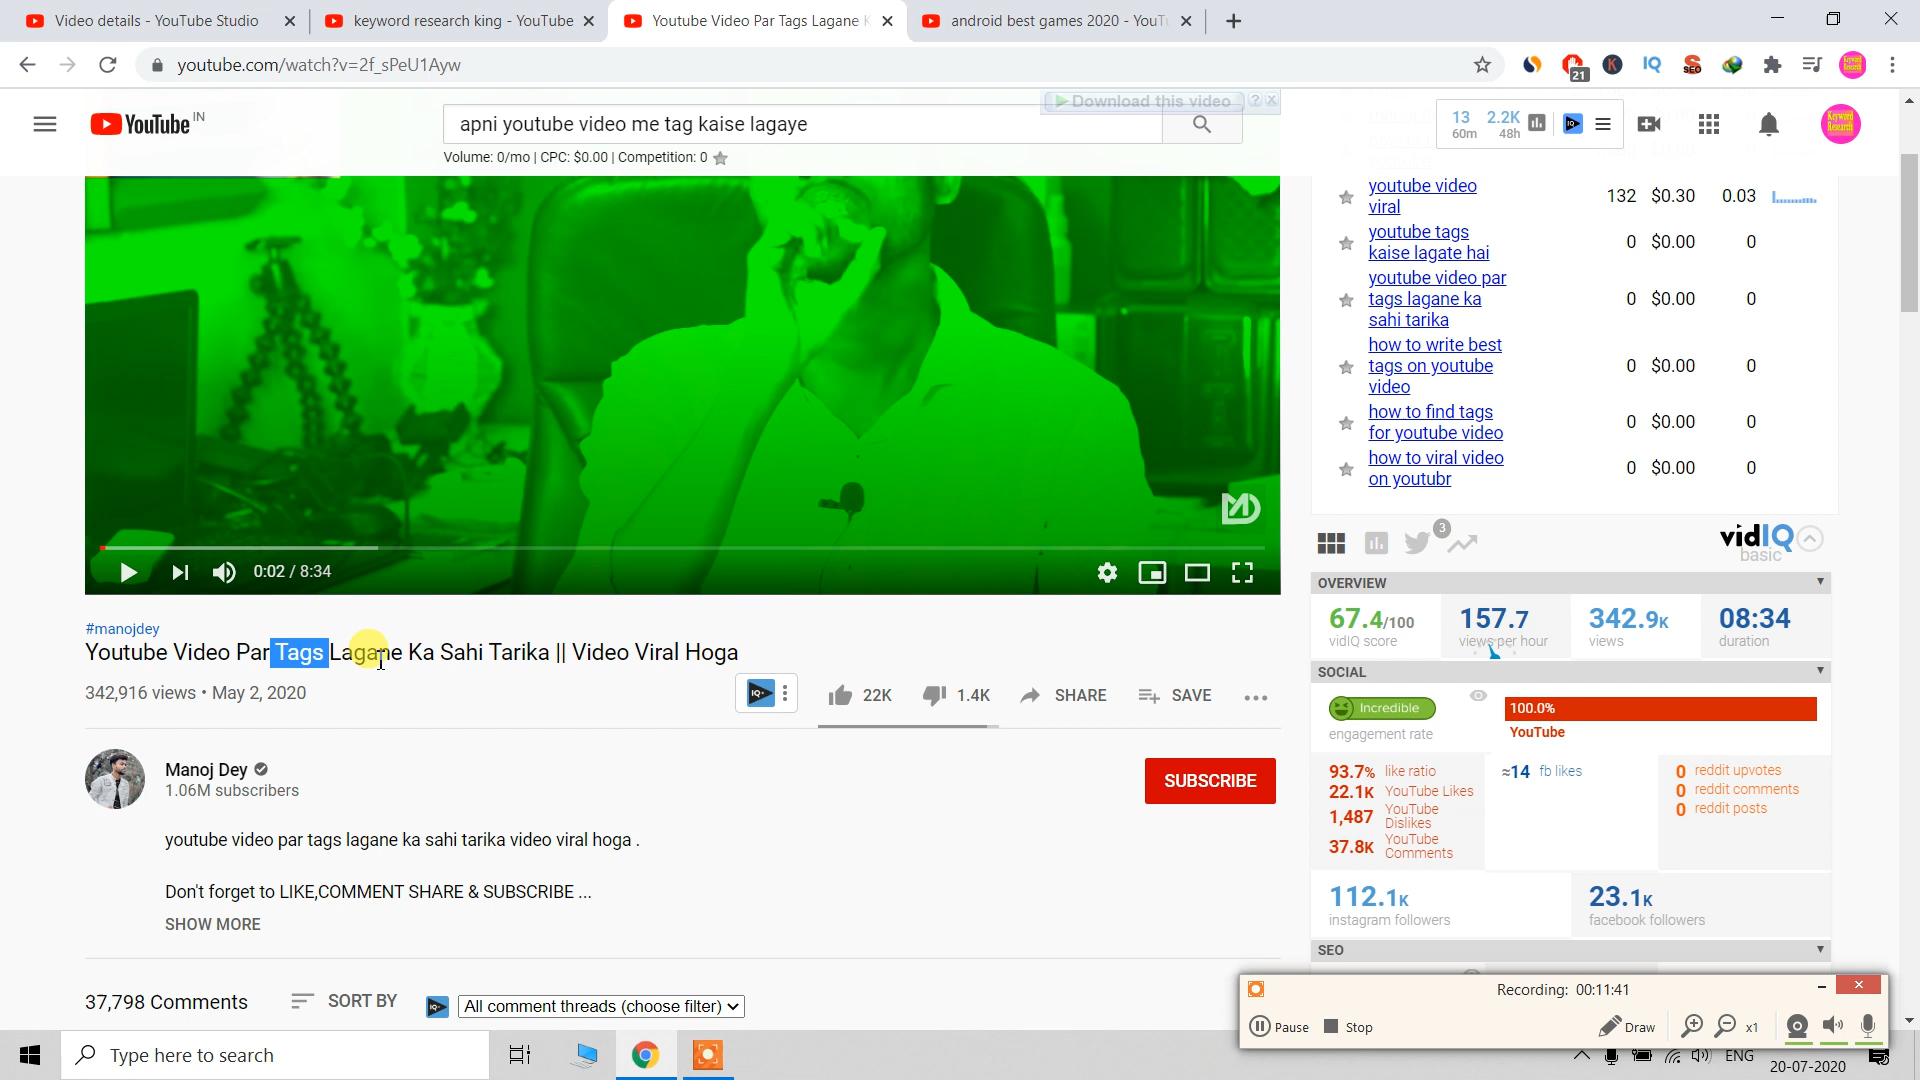 Video details - YouTube Studio
keyword research king - YouTube
Youtube Video Par Tags Lagane K
android best games 2020 - YouTu
youtube.com/watch?v=2f_sPeU1Ayw
21
K
IQ
SEO
YouTube IN
apni youtube video me tag kaise lagaye
Download this video
Volume: 0/mo | CPC: $0.00 | Competition: 0
13 60m
2.2K 48h
youtube video viral 132 $0.30 0.03
youtube tags kaise lagate hai 0 $0.00 0
youtube video par tags lagane ka sahi tarika 0 $0.00 0
how to write best tags on youtube video 0 $0.00 0
how to find tags for youtube video 0 $0.00 0
how to viral video on youtubr 0 $0.00 0
MD
0:02 / 8:34
3
vidIQ
basic
OVERVIEW
67.4/100 vidIQ score
157.7 views per hour
342.9K views
08:34 duration
#manojdey
Youtube Video Par Tags Lagane Ka Sahi Tarika || Video Viral Hoga
342,916 views • May 2, 2020
22K
1.4K
SHARE
SAVE
SOCIAL
Incredible
engagement rate
100.0%
YouTube
93.7% like ratio
22.1K YouTube Likes
1,487 YouTube Dislikes
37.8K YouTube Comments
≈14 fb likes
0 reddit upvotes
0 reddit comments
0 reddit posts
112.1K instagram followers
23.1K facebook followers
SEO
Manoj Dey
1.06M subscribers
SUBSCRIBE
youtube video par tags lagane ka sahi tarika video viral hoga .
Don't forget to LIKE,COMMENT SHARE & SUBSCRIBE ...
SHOW MORE
37,798 Comments
SORT BY
All comment threads (choose filter)
Recording: 00:11:41
Pause
Stop
Draw
x1
Type here to search
ENG
20-07-2020